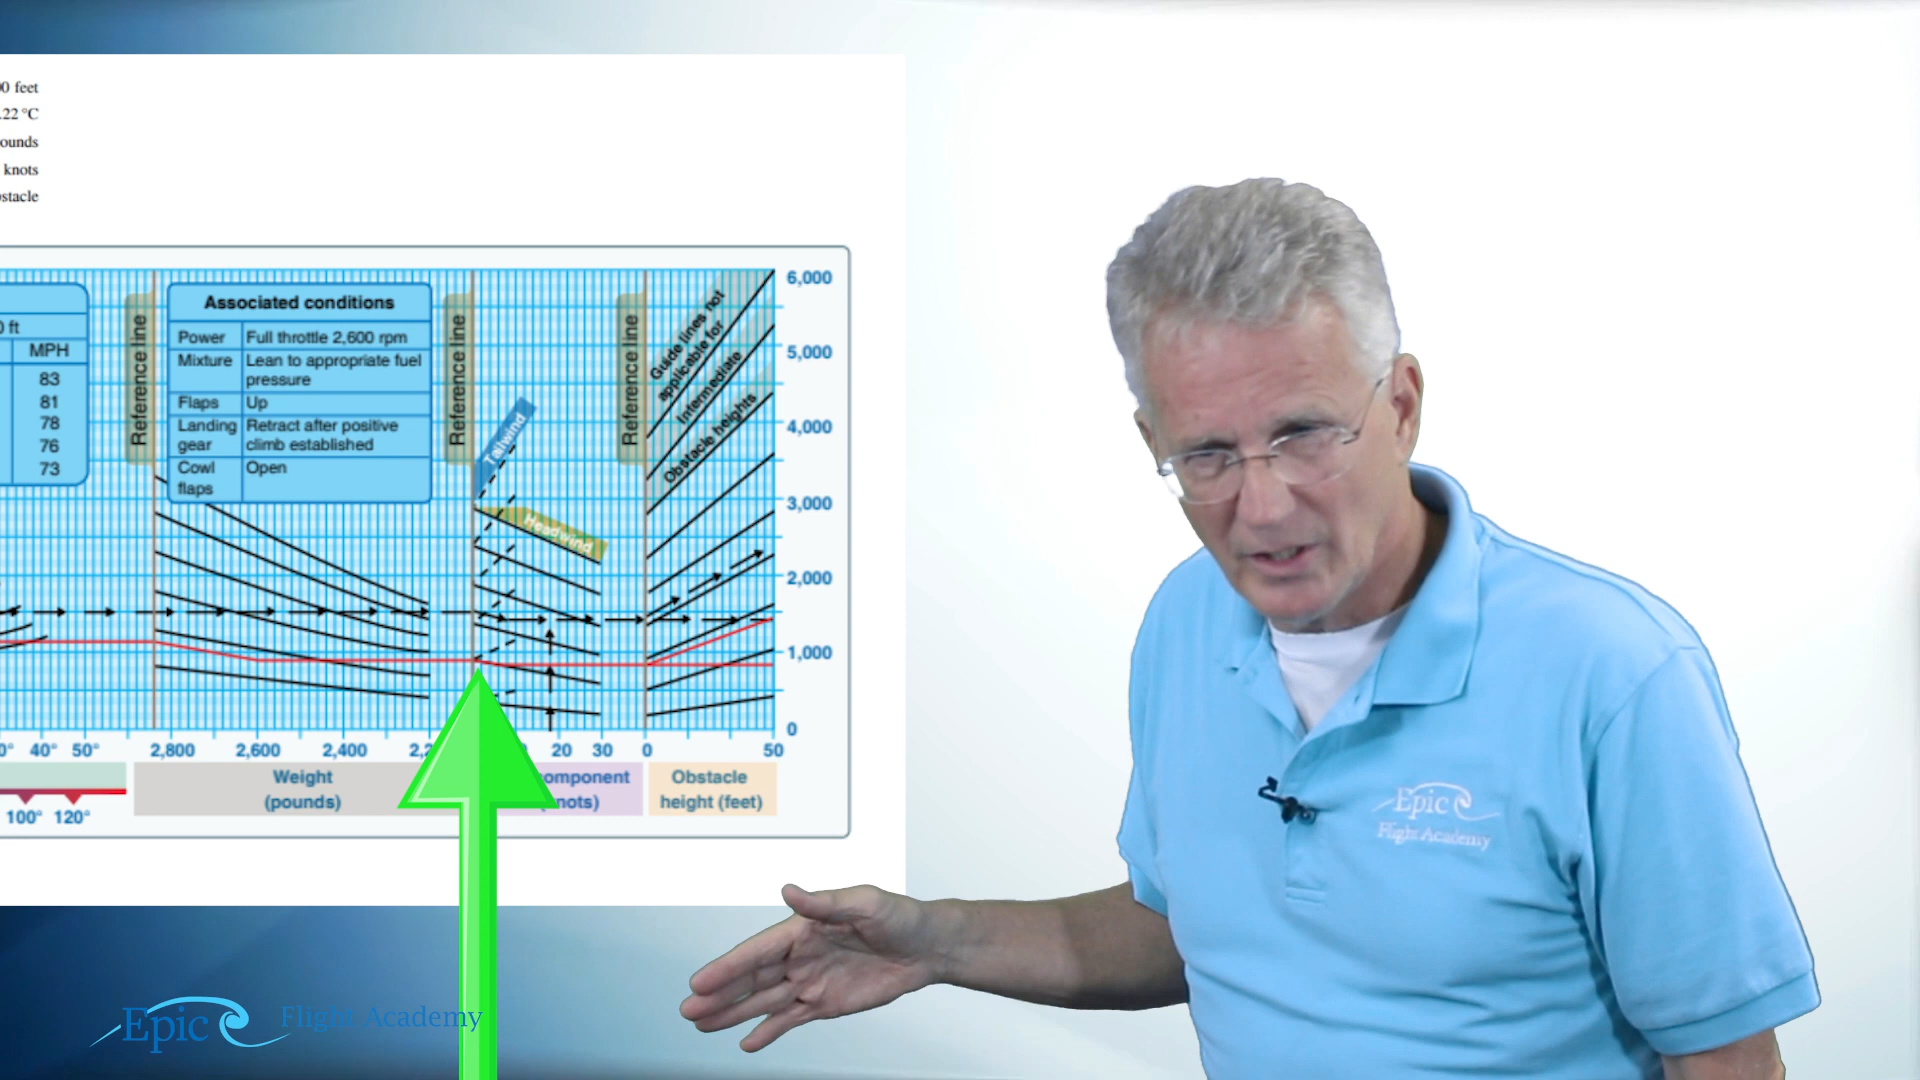 0 feet
.22 °C
ounds
knots
stacle
0 ft
MPH
83
81
78
76
73
Reference line
Associated conditions
Power Full throttle 2,600 rpm
Mixture Lean to appropriate fuel
pressure
Flaps Up
Landing Retract after positive
gear climb established
Cowl Open
flaps
Reference line
Tailwind
Headwind
Reference line
Guide lines not
applicable for
Intermediate
Obstacle heights
6,000
5,000
4,000
3,000
2,000
1,000
0
0° 40° 50° 2,800 2,600 2,400 2,2 20 30 0 50
Weight
(pounds)
omponent
nots)
Obstacle
height (feet)
100° 120°
Epic
Flight Academy
Epic Flight Academy